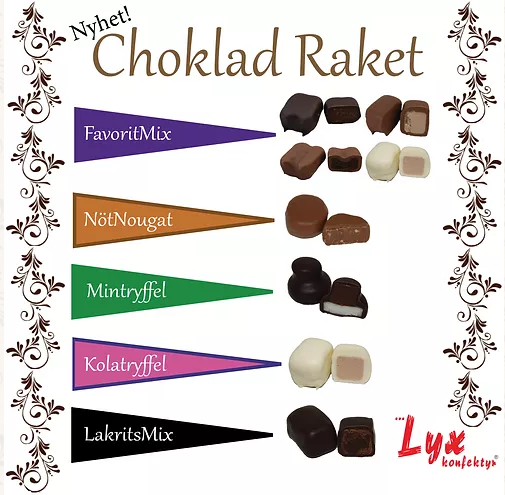 Nyhet!
Choklad Raket
FavoritMix
NötNougat
Mintryffel
Kolatryffel
LakritsMix
...Lyx
konfektyr®